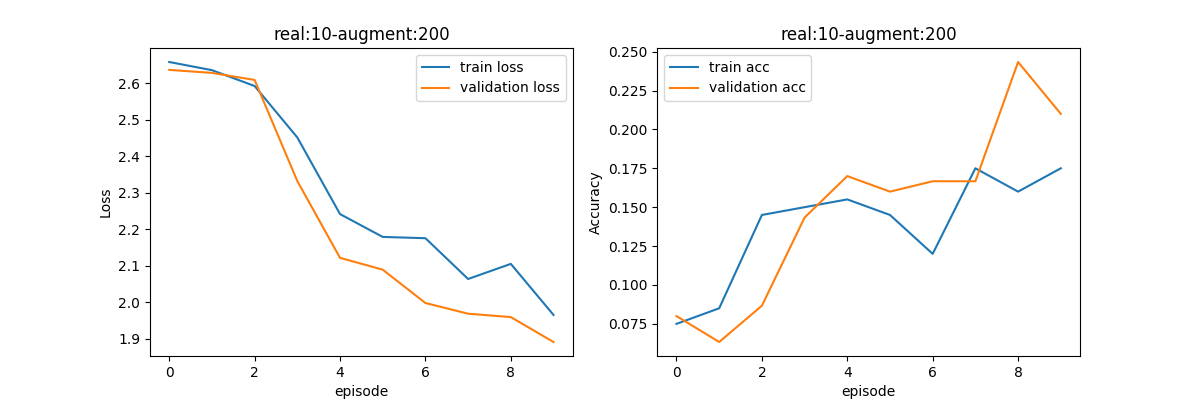 real:10-augment:200
train loss
validation loss
Loss
2.6
2.5
2.4
2.3
2.2
2.1
2.0
1.9
0 2 4 6 8
episode
real:10-augment:200
train acc
validation acc
Accuracy
0.250
0.225
0.200
0.175
0.150
0.125
0.100
0.075
0 2 4 6 8
episode